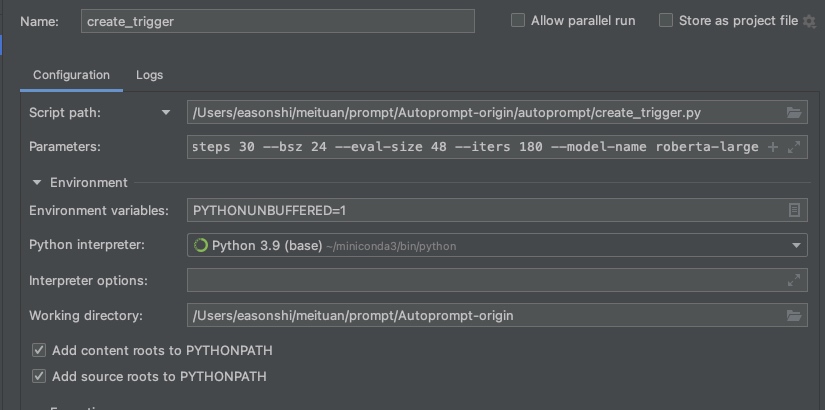 Name: create_trigger Allow parallel run Store as project file
Configuration Logs
Script path: /Users/easonshi/meituan/prompt/Autoprompt-origin/autoprompt/create_trigger.py
Parameters: steps 30 --bsz 24 --eval-size 48 --iters 180 --model-name roberta-large
Environment
Environment variables: PYTHONUNBUFFERED=1
Python interpreter: Python 3.9 (base) ~/miniconda3/bin/python
Interpreter options:
Working directory: /Users/easonshi/meituan/prompt/Autoprompt-origin
Add content roots to PYTHONPATH
Add source roots to PYTHONPATH